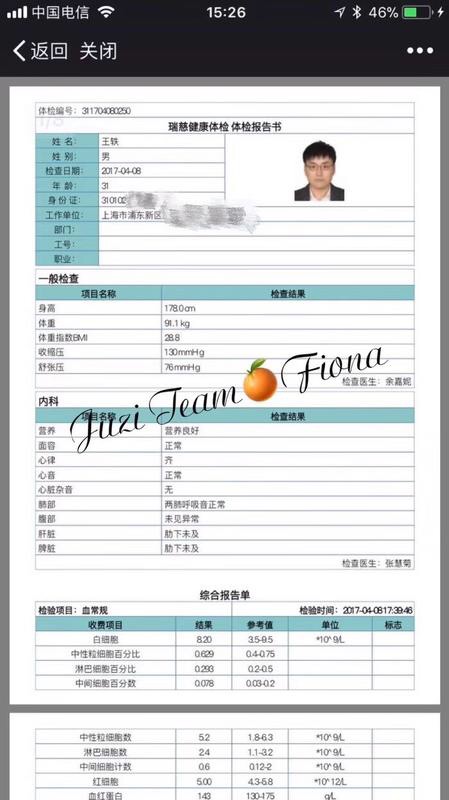 中国电信 15:26 46%
返回 关闭
体检编号: 311704080250
瑞慈健康体检 体检报告书
姓 名: 王轶
性 别: 男
检查日期: 2017-04-08
年 龄: 31
身 份 证: 310102
工作单位: 上海市浦东新区
部门:
工号:
职业:
一般检查
项目名称 检查结果
身高 178.0 cm
体重 91.1 kg
体重指数BMI 28.8
收缩压 130 mmHg
舒张压 76 mmHg
检查医生: 余嘉妮
Juzi Team Fiona
内科
项目名称 检查结果
营养 营养良好
面容 正常
心律 齐
心音 正常
心脏杂音 无
肺部 两肺呼吸音正常
腹部 未见异常
肝脏 肋下未及
脾脏 肋下未及
检查医生: 张慧菊
综合报告单
检验项目: 血常规 检验时间: 2017-04-08 17:39:46
收费项目 结果 参考值 单位 标志
白细胞 8.20 3.5-9.5 *10^9/L
中性粒细胞百分比 0.629 0.4-0.75
淋巴细胞百分比 0.293 0.2-0.5
中间细胞百分数 0.078 0.03-0.2
中性粒细胞数 5.2 1.8-6.3 *10^9/L
淋巴细胞数 2.4 1.1-3.2 *10^9/L
中间细胞计数 0.6 0.12-2 *10^9/L
红细胞 5.00 4.3-5.8 *10^12/L
血红蛋白 143 130-175 g/L